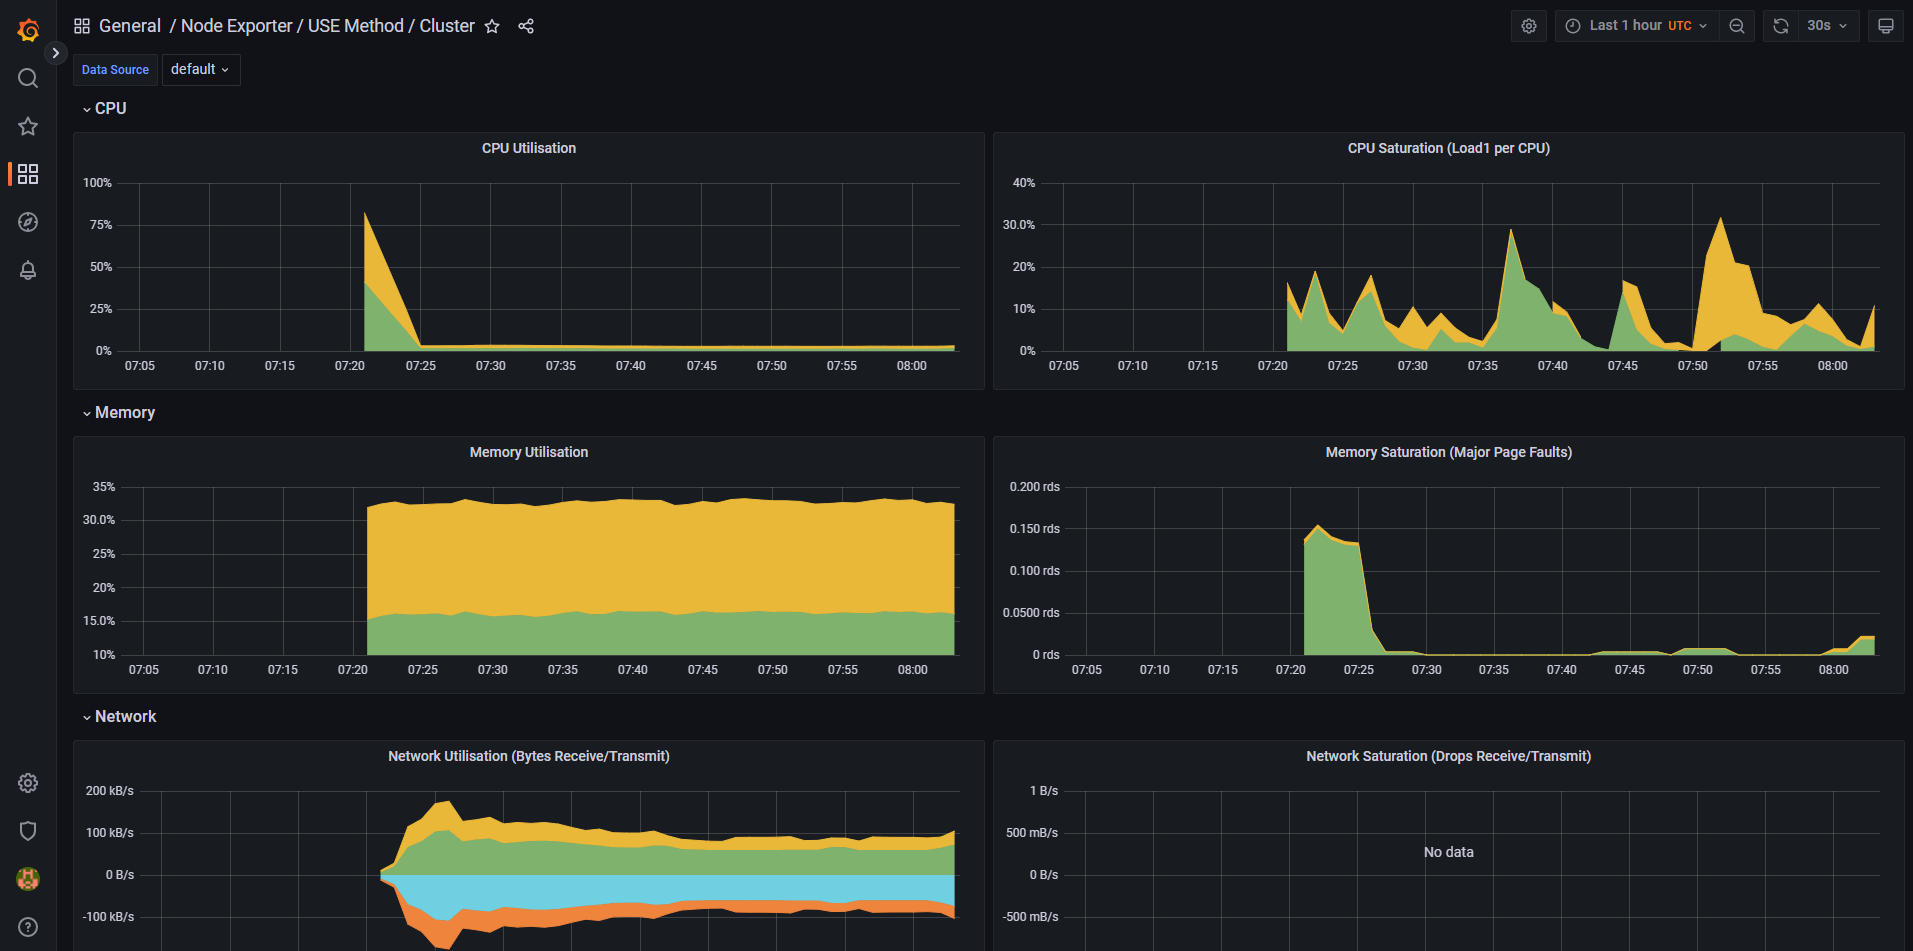 General / Node Exporter / USE Method / Cluster
Last 1 hour UTC
30s
Data Source default
CPU
CPU Utilisation
100%
75%
50%
25%
0%
07:05 07:10 07:15 07:20 07:25 07:30 07:35 07:40 07:45 07:50 07:55 08:00
CPU Saturation (Load1 per CPU)
40%
30.0%
20%
10%
0%
07:05 07:10 07:15 07:20 07:25 07:30 07:35 07:40 07:45 07:50 07:55 08:00
Memory
Memory Utilisation
35%
30.0%
25%
20%
15.0%
10%
07:05 07:10 07:15 07:20 07:25 07:30 07:35 07:40 07:45 07:50 07:55 08:00
Memory Saturation (Major Page Faults)
0.200 rds
0.150 rds
0.100 rds
0.0500 rds
0 rds
07:05 07:10 07:15 07:20 07:25 07:30 07:35 07:40 07:45 07:50 07:55 08:00
Network
Network Utilisation (Bytes Receive/Transmit)
200 kB/s
100 kB/s
0 B/s
-100 kB/s
Network Saturation (Drops Receive/Transmit)
1 B/s
500 mB/s
0 B/s
-500 mB/s
No data